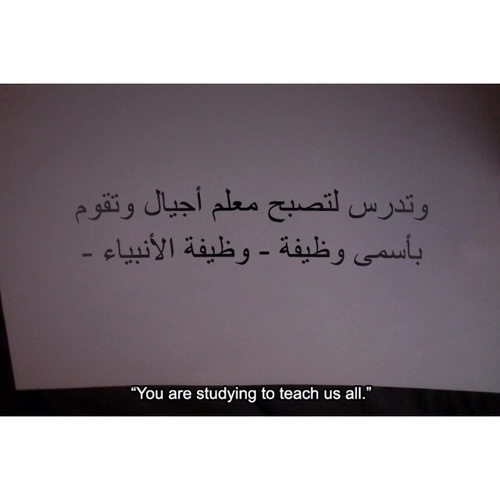 وتدرس لتصبح معلم أجيال وتقوم
بأسمى وظيفة - وظيفة الأنبياء -
“You are studying to teach us all.”